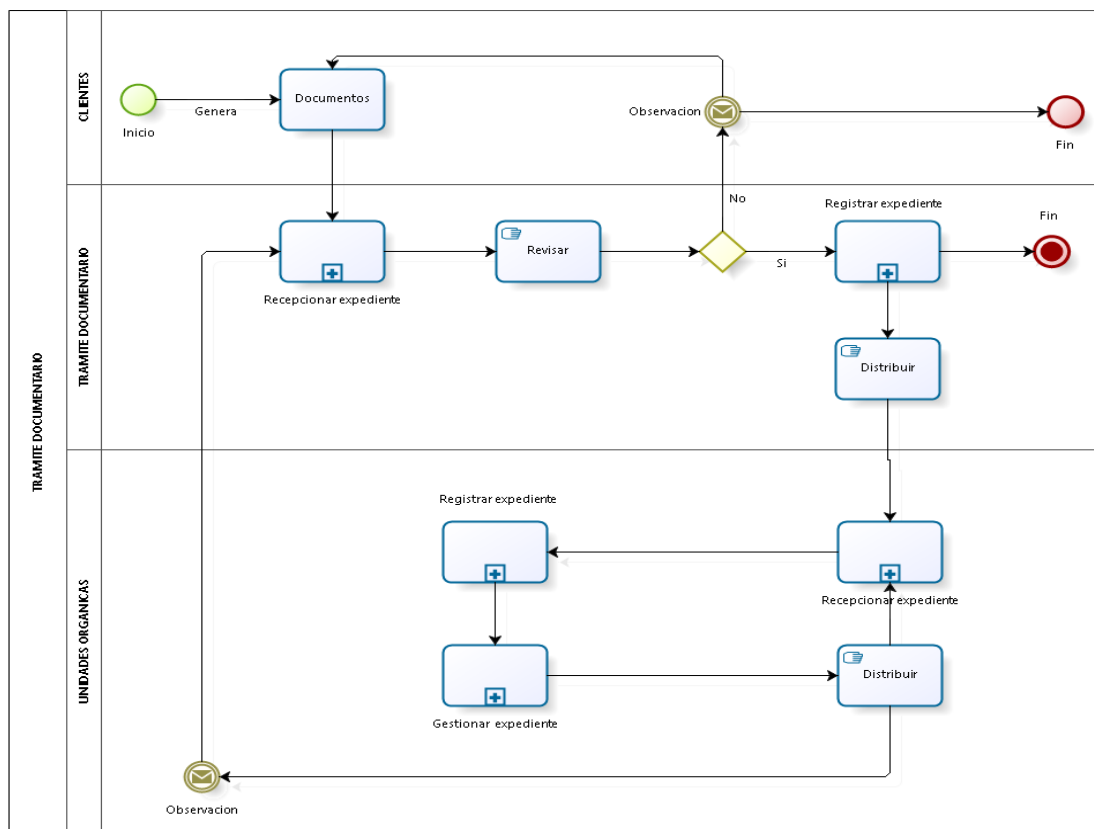 TRAMITE DOCUMENTARIO
CLIENTES
Inicio
Genera
Documentos
Observacion
Fin
No
TRAMITE DOCUMENTARIO
Recepcionar expediente
Revisar
Si
Registrar expediente
Fin
Distribuir
UNIDADES ORGANICAS
Registrar expediente
Recepcionar expediente
Gestionar expediente
Distribuir
Observacion